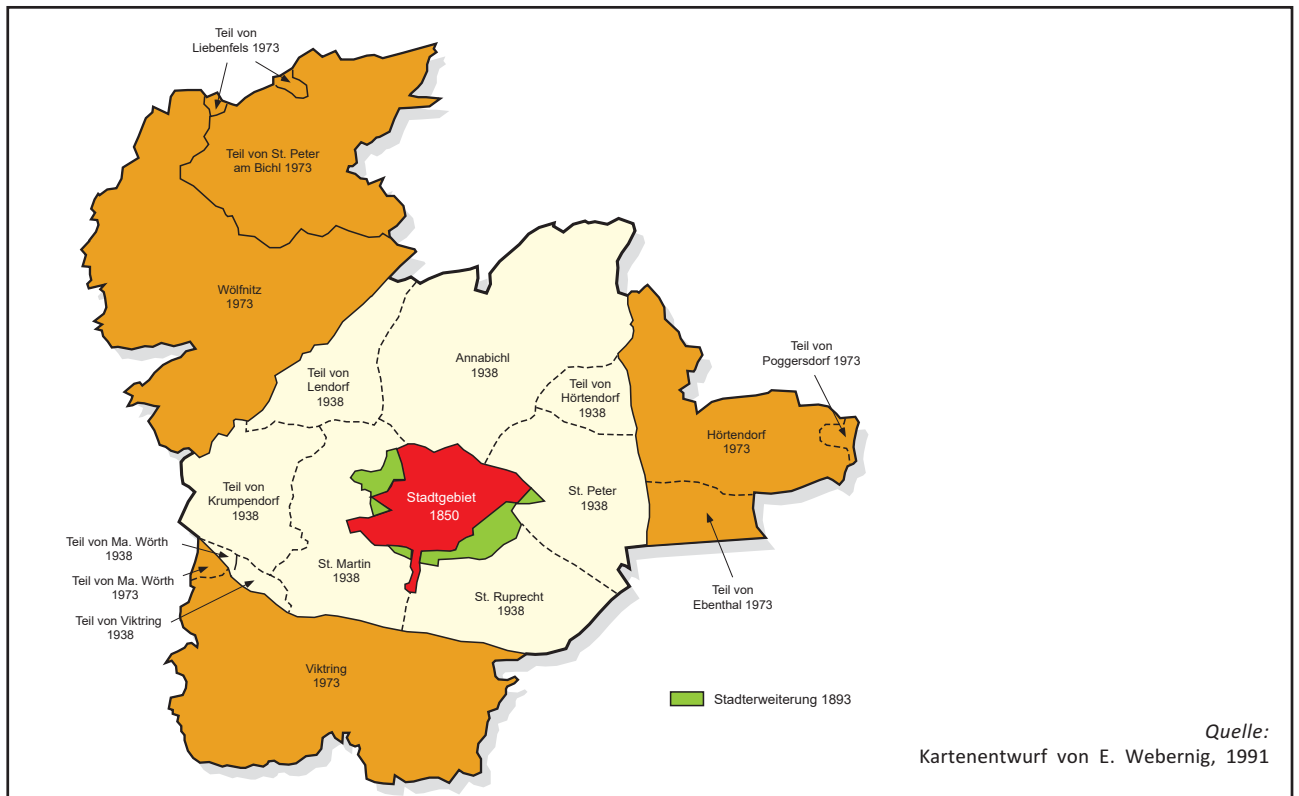 Teil von
Liebenfels 1973
Teil von St. Peter
am Bichl 1973
Wölfnitz
1973
Annabichl
1938
Teil von
Lendorf
1938
Teil von
Hörtendorf
1938
Teil von
Poggersdorf 1973
Hörtendorf
1973
Teil von
Krumpendorf
1938
Stadtgebiet
1850
St. Peter
1938
Teil von Ma. Wörth
1938
Teil von Ma. Wörth
1973
Teil von Viktring
1938
St. Martin
1938
St. Ruprecht
1938
Teil von
Ebenthal 1973
Viktring
1973
Stadterweiterung 1893
Quelle:
Kartenentwurf von E. Webernig, 1991